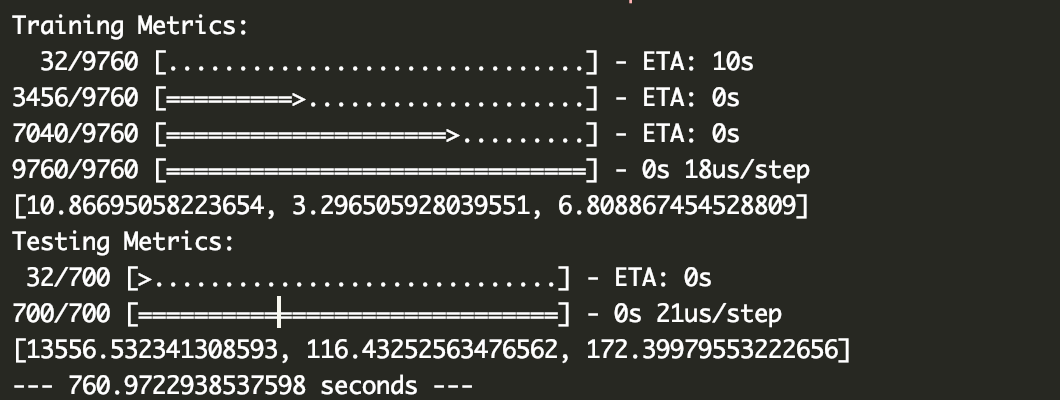 Training Metrics:
32/9760 [..............................] - ETA: 10s
3456/9760 [=========>....................] - ETA: 0s
7040/9760 [====================>.........] - ETA: 0s
9760/9760 [==============================] - 0s 18us/step
[10.86695058223654, 3.296505928039551, 6.808867454528809]
Testing Metrics:
32/700 [>.............................] - ETA: 0s
700/700 [==============================] - 0s 21us/step
[13556.532341308593, 116.43252563476562, 172.39979553222656]
--- 760.9722938537598 seconds ---